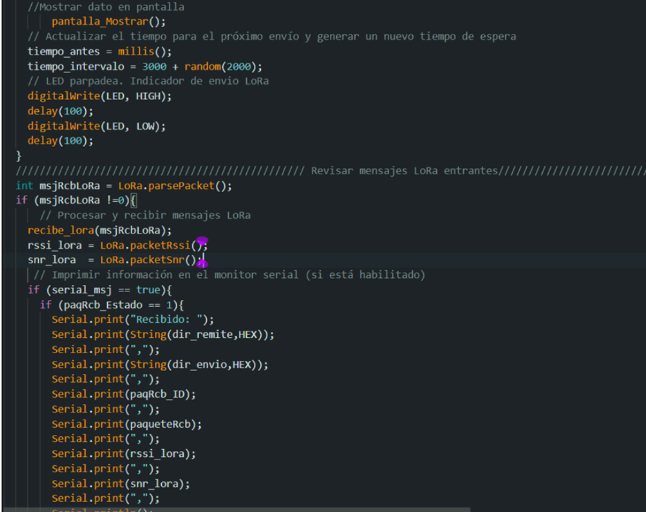 //Mostrar dato en pantalla
pantalla_Mostrar();
// Actualizar el tiempo para el próximo envío y generar un nuevo tiempo de espera
tiempo_antes = millis();
tiempo_intervalo = 3000 + random(2000);
// LED parpadea. Indicador de envio LoRa
digitalWrite(LED, HIGH);
delay(100);
digitalWrite(LED, LOW);
delay(100);
}
//////////////////////////////////////////////// Revisar mensajes LoRa entrantes/////////////////////////
int msjRcbLoRa = LoRa.parsePacket();
if (msjRcbLoRa !=0){
// Procesar y recibir mensajes LoRa
recibe_lora(msjRcbLoRa);
rssi_lora = LoRa.packetRssi();
snr_lora  = LoRa.packetSnr();
// Imprimir información en el monitor serial (si está habilitado)
if (serial_msj == true){
if (paqRcb_Estado == 1){
Serial.print("Recibido: ");
Serial.print(String(dir_remite,HEX));
Serial.print(",");
Serial.print(String(dir_envio,HEX));
Serial.print(",");
Serial.print(paqRcb_ID);
Serial.print(",");
Serial.print(paqueteRcb);
Serial.print(",");
Serial.print(rssi_lora);
Serial.print(",");
Serial.print(snr_lora);
Serial.print(",");